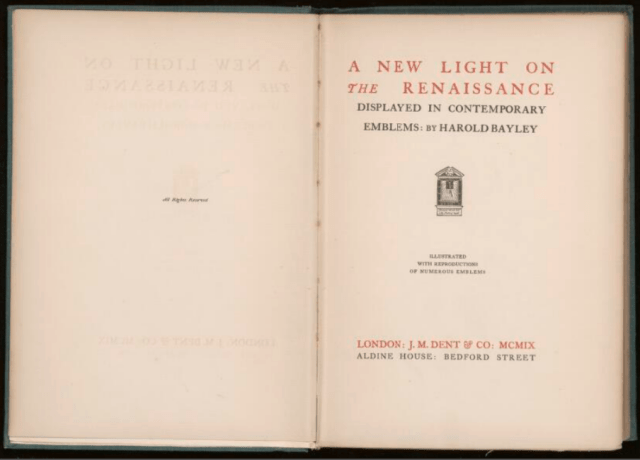 All Rights Reserved
A NEW LIGHT ON
THE RENAISSANCE
DISPLAYED IN CONTEMPORARY
EMBLEMS: BY HAROLD BAYLEY
ILLUSTRATED
WITH REPRODUCTIONS
OF NUMEROUS EMBLEMS
LONDON: J. M. DENT & CO: MCMIX
ALDINE HOUSE: BEDFORD STREET